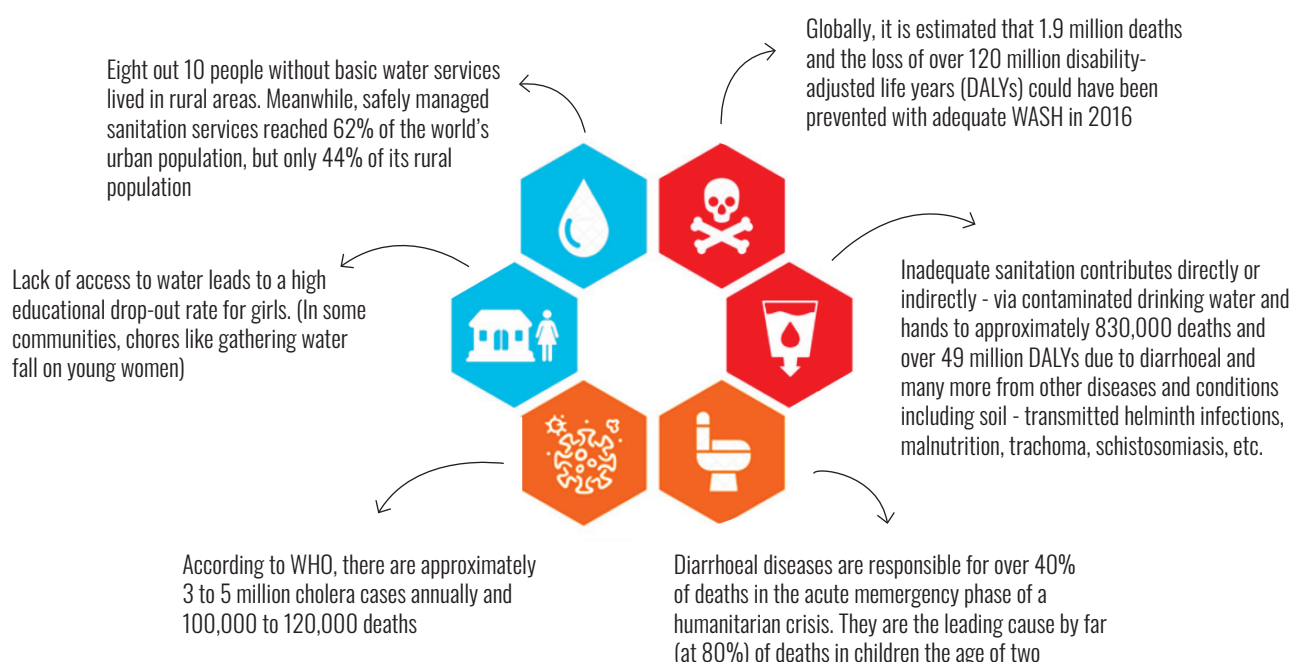 Eight out 10 people without basic water services
lived in rural areas. Meanwhile, safely managed
sanitation services reached 62% of the world's
urban population, but only 44% of its rural
population
Globally, it is estimated that 1.9 million deaths
and the loss of over 120 million disability-
adjusted life years (DALYs) could have been
prevented with adequate WASH in 2016
Lack of access to water leads to a high
educational drop-out rate for girls. (In some
communities, chores like gathering water
fall on young women)
Inadequate sanitation contributes directly or
indirectly - via contaminated drinking water and
hands to approximately 830,000 deaths and
over 49 million DALYs due to diarrhoeal and
many more from other diseases and conditions
including soil - transmitted helminth infections,
malnutrition, trachoma, schistosomiasis, etc.
According to WHO, there are approximately
3 to 5 million cholera cases annually and
100,000 to 120,000 deaths
Diarrhoeal diseases are responsible for over 40%
of deaths in the acute memergency phase of a
humanitarian crisis. They are the leading cause by far
(at 80%) of deaths in children the age of two